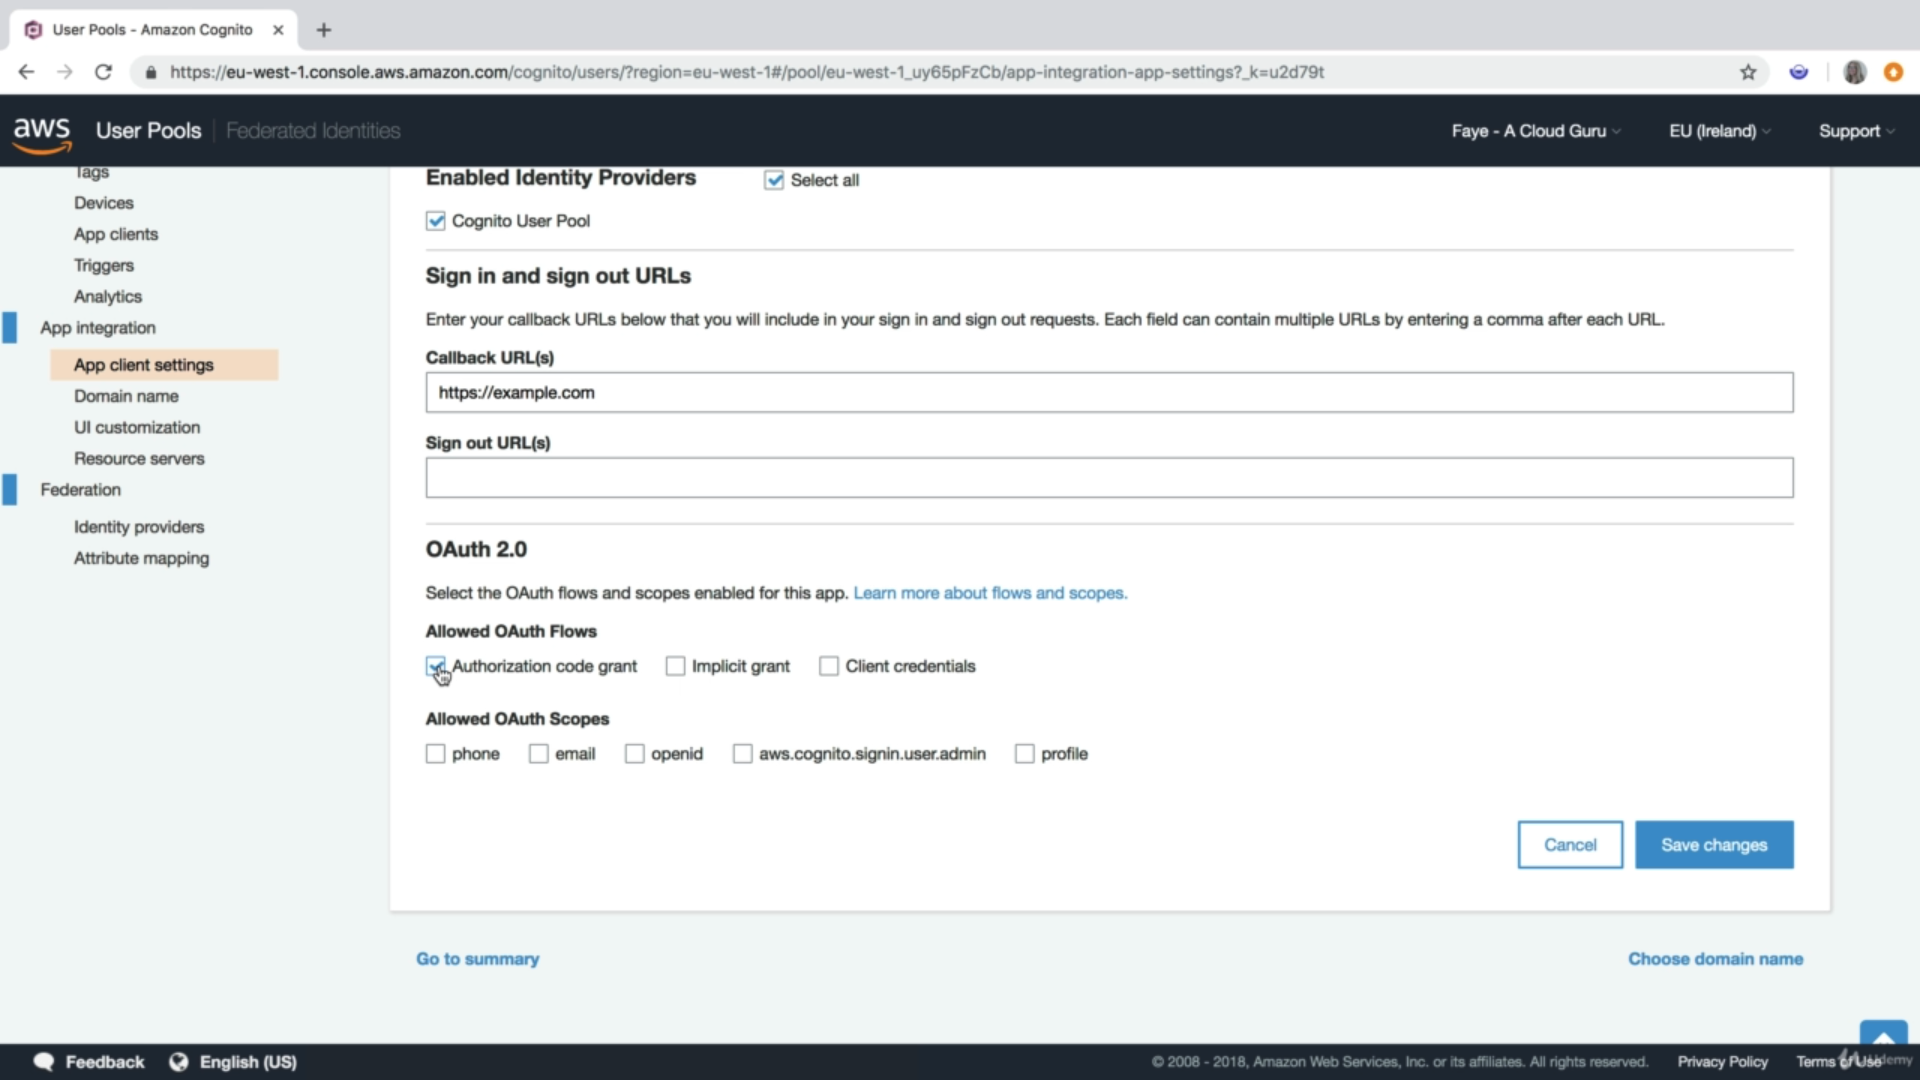 User Pools - Amazon Cognito
https://eu-west-1.console.aws.amazon.com/cognito/users/?region=eu-west-1#/pool/eu-west-1_uy65pFzCb/app-integration-app-settings?_k=u2d79t
aws User Pools Federated Identities Faye - A Cloud Guru EU (Ireland) Support
Tags
Devices
App clients
Triggers
Analytics
App integration
App client settings
Domain name
UI customization
Resource servers
Federation
Identity providers
Attribute mapping
Enabled Identity Providers Select all
Cognito User Pool
Sign in and sign out URLs
Enter your callback URLs below that you will include in your sign in and sign out requests. Each field can contain multiple URLs by entering a comma after each URL.
Callback URL(s)
https://example.com
Sign out URL(s)
OAuth 2.0
Select the OAuth flows and scopes enabled for this app. Learn more about flows and scopes.
Allowed OAuth Flows
Authorization code grant Implicit grant Client credentials
Allowed OAuth Scopes
phone email openid aws.cognito.signin.user.admin profile
Cancel Save changes
Go to summary Choose domain name
Feedback English (US) © 2008 - 2018, Amazon Web Services, Inc. or its affiliates. All rights reserved. Privacy Policy Terms of Use
Udemy